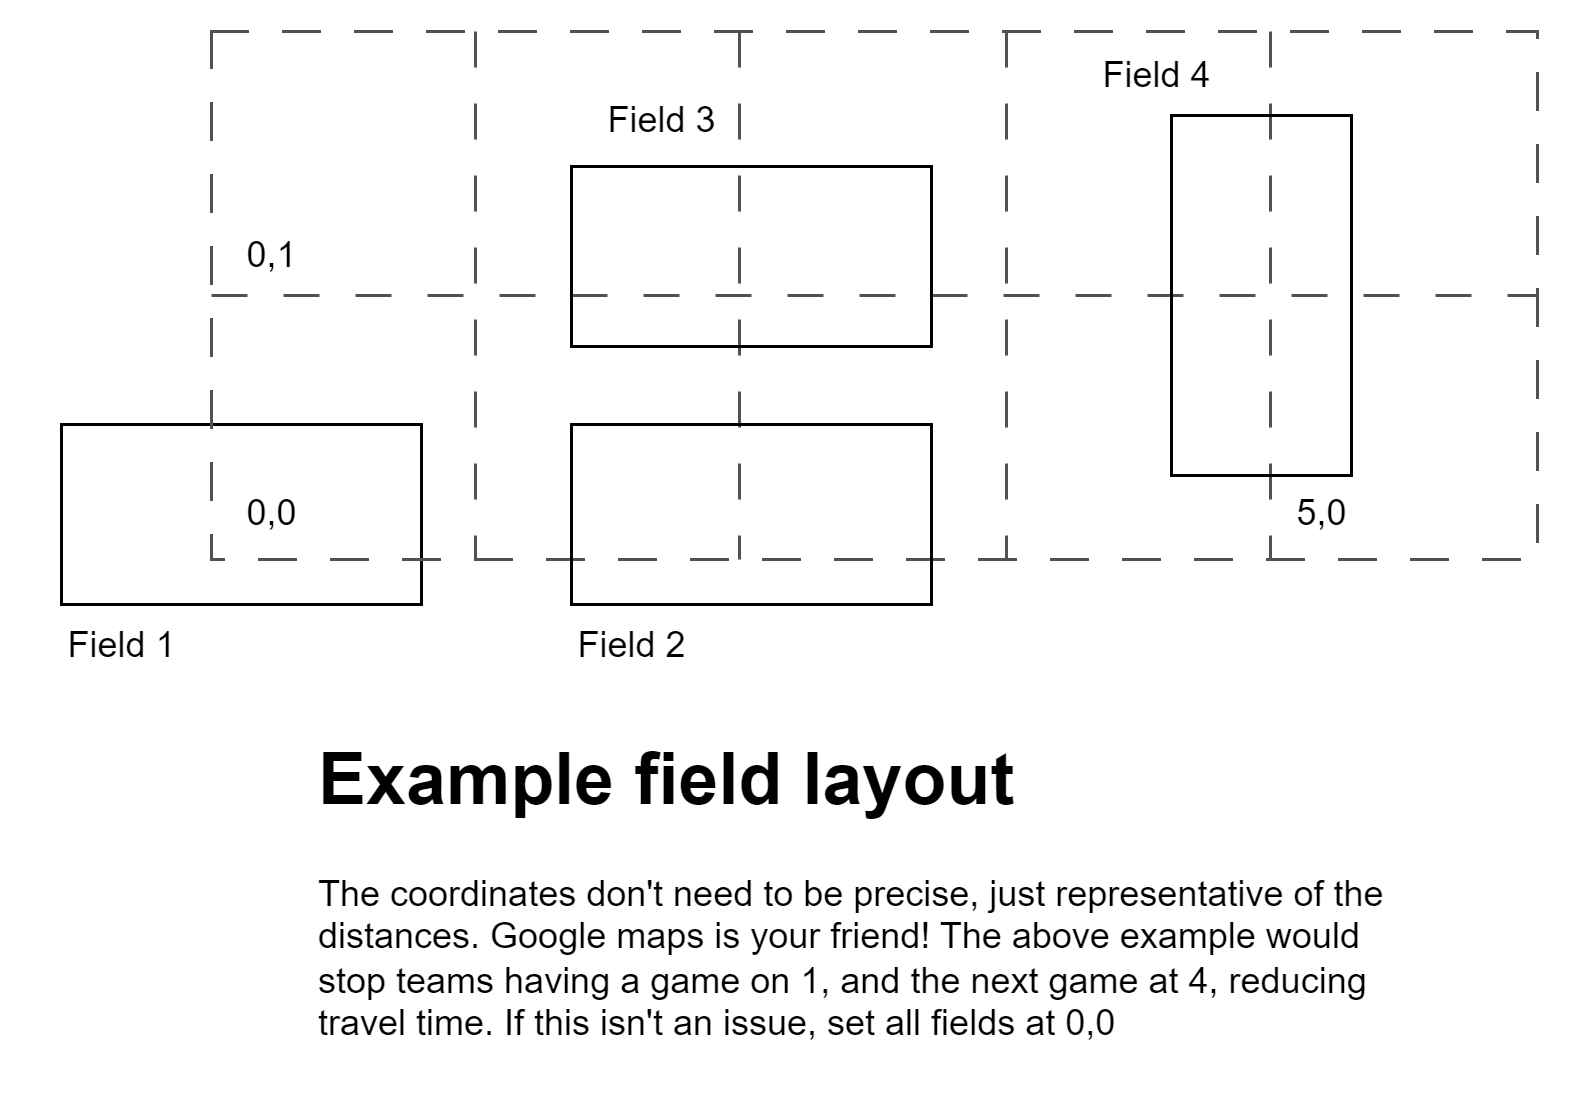 Field 4
Field 3
0,1
0,0
5,0
Field 1
Field 2
Example field layout
The coordinates don't need to be precise, just representative of the
distances. Google maps is your friend! The above example would
stop teams having a game on 1, and the next game at 4, reducing
travel time. If this isn't an issue, set all fields at 0,0